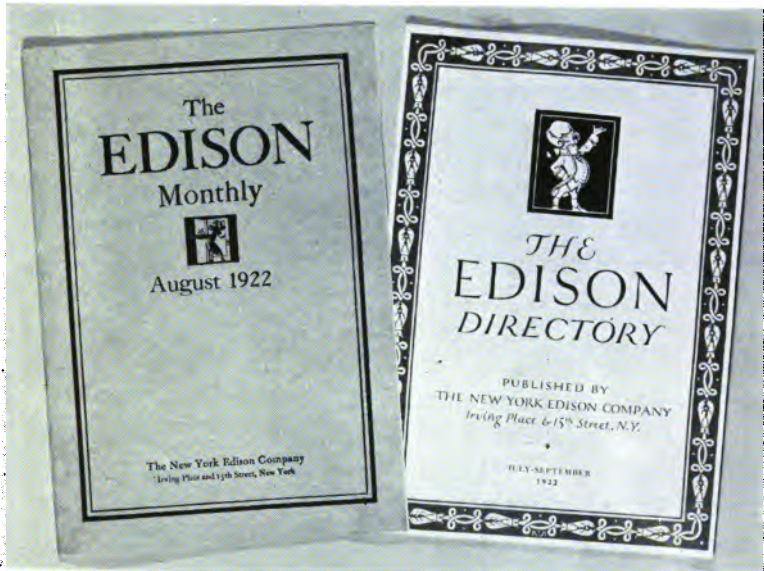 The
EDISON
Monthly
August 1922
The New York Edison Company
Irving Place and 15th Street, New York
THE
EDISON
DIRECTORY
PUBLISHED BY
THE NEW YORK EDISON COMPANY
Irving Place & 15th Street, N.Y.
JULY-SEPTEMBER
1922